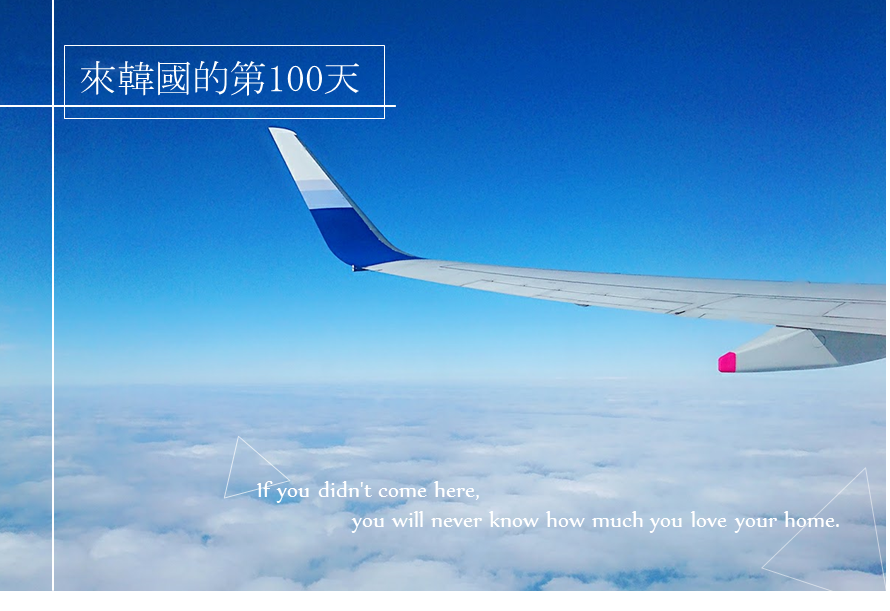 來韓國的第100天
If you didn't come here,
you will never know how much you love your home.